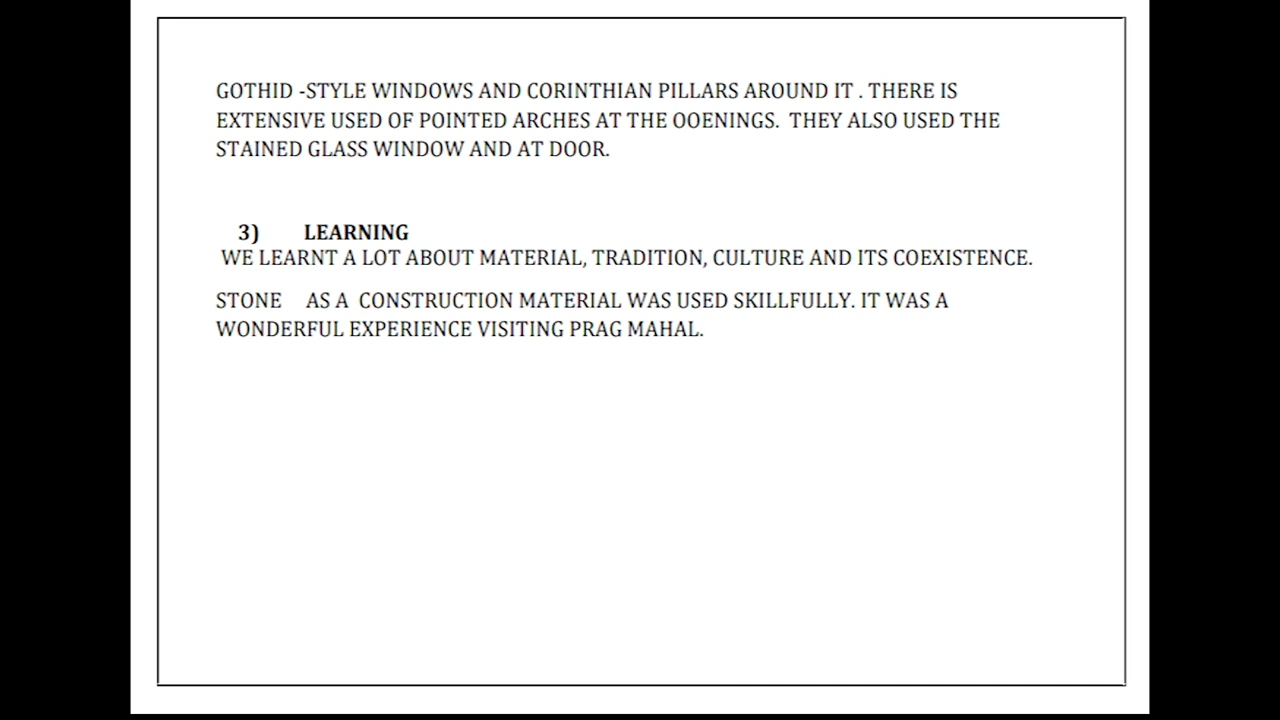 GOTHID -STYLE WINDOWS AND CORINTHIAN PILLARS AROUND IT . THERE IS
EXTENSIVE USED OF POINTED ARCHES AT THE OOENINGS. THEY ALSO USED THE
STAINED GLASS WINDOW AND AT DOOR.
3) LEARNING
WE LEARNT A LOT ABOUT MATERIAL, TRADITION, CULTURE AND ITS COEXISTENCE.
STONE AS A CONSTRUCTION MATERIAL WAS USED SKILLFULLY. IT WAS A
WONDERFUL EXPERIENCE VISITING PRAG MAHAL.